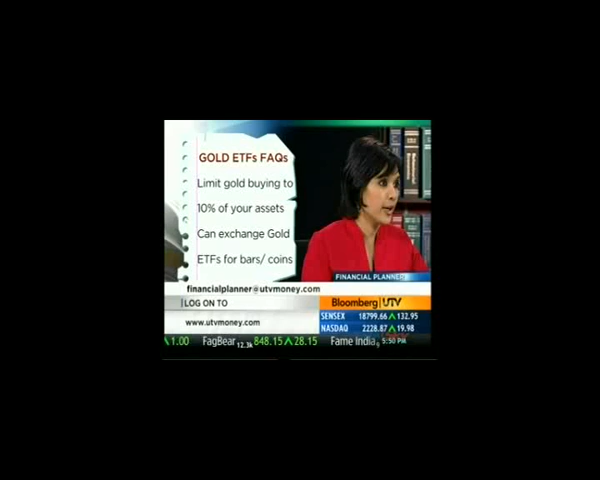 GOLD ETFs FAQs
Limit gold buying to
10% of your assets
Can exchange Gold
ETFs for bars/ coins
FINANCIAL PLANNER
financialplanner@utvmoney.com
LOG ON TO
www.utvmoney.com
Bloomberg UTV
SENSEX 18799.66 132.95
NASDAQ 2228.87 19.98
1.00 FagBear 12.3k 848.15 28.15 Fame India 5:50 PM